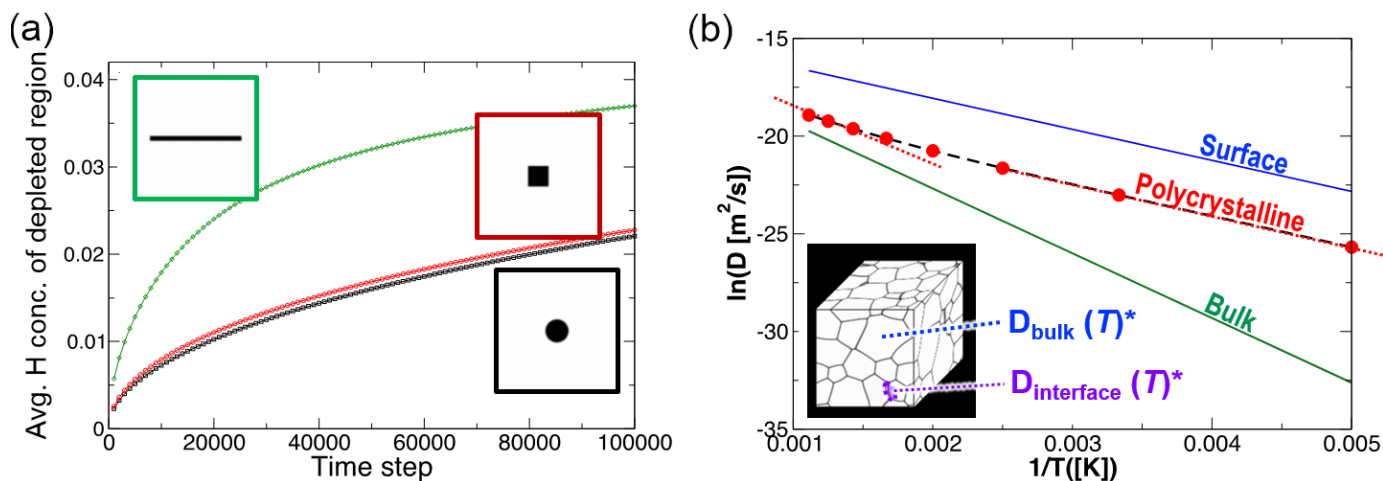 (a)
Avg. H conc. of depleted region
0.04
0.03
0.02
0.01
0
0
20000
40000
60000
80000
100000
Time step
(b)
ln(D [m²/s])
-15
-20
-25
-30
-35
Surface
Polycrystalline
Bulk
D_bulk (T)*
D_interface (T)*
0.001
0.002
0.003
0.004
0.005
1/T([K])